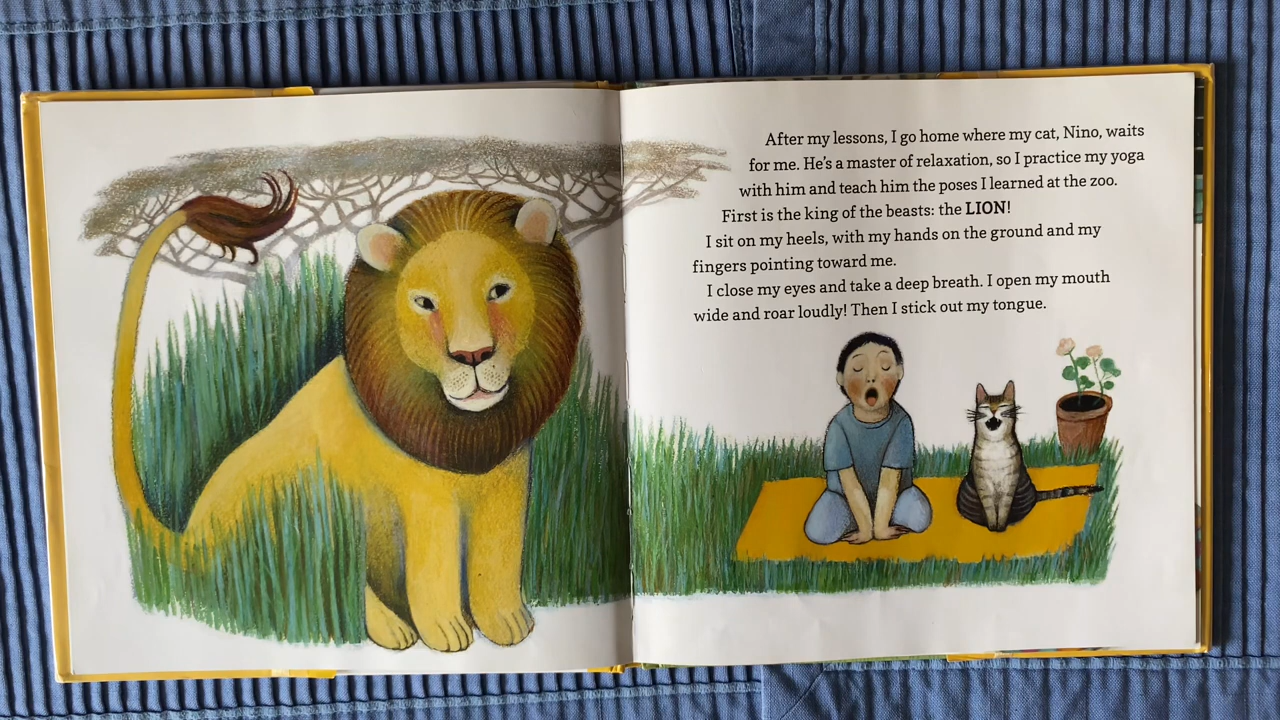 After my lessons, I go home where my cat, Nino, waits
for me. He's a master of relaxation, so I practice my yoga
with him and teach him the poses I learned at the zoo.
First is the king of the beasts: the LION!
I sit on my heels, with my hands on the ground and my
fingers pointing toward me.
I close my eyes and take a deep breath. I open my mouth
wide and roar loudly! Then I stick out my tongue.